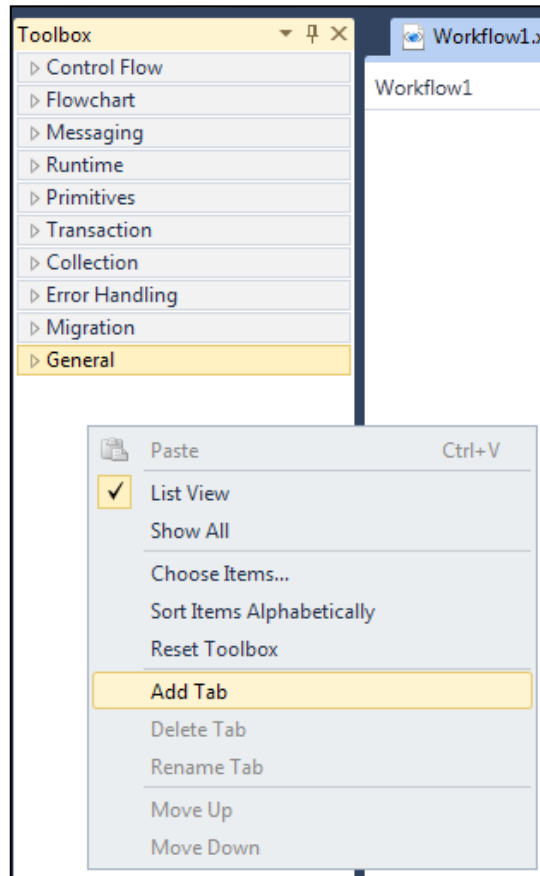 Toolbox
Workflow1.x
Workflow1
Control Flow
Flowchart
Messaging
Runtime
Primitives
Transaction
Collection
Error Handling
Migration
General
Paste Ctrl+V
List View
Show All
Choose Items...
Sort Items Alphabetically
Reset Toolbox
Add Tab
Delete Tab
Rename Tab
Move Up
Move Down